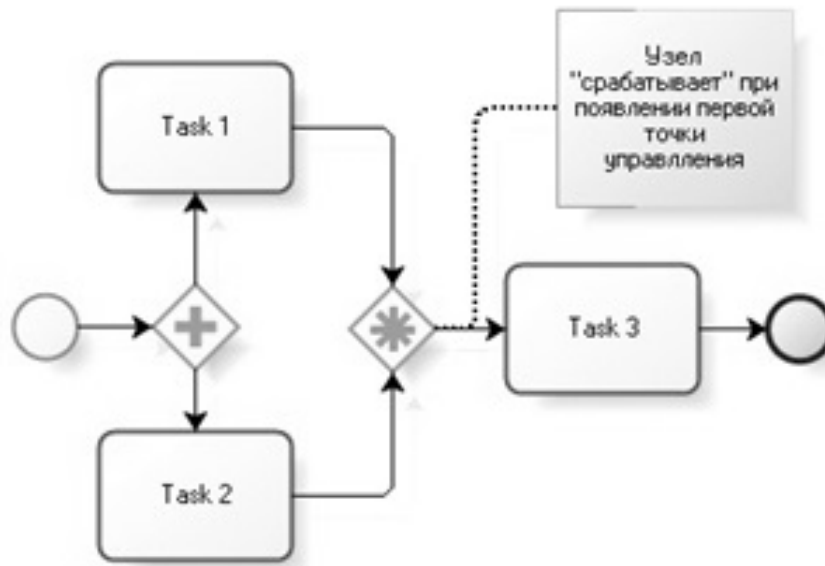 Узел
"срабатывает" при
появлении первой
точки
управлления
Task 1
Task 3
Task 2